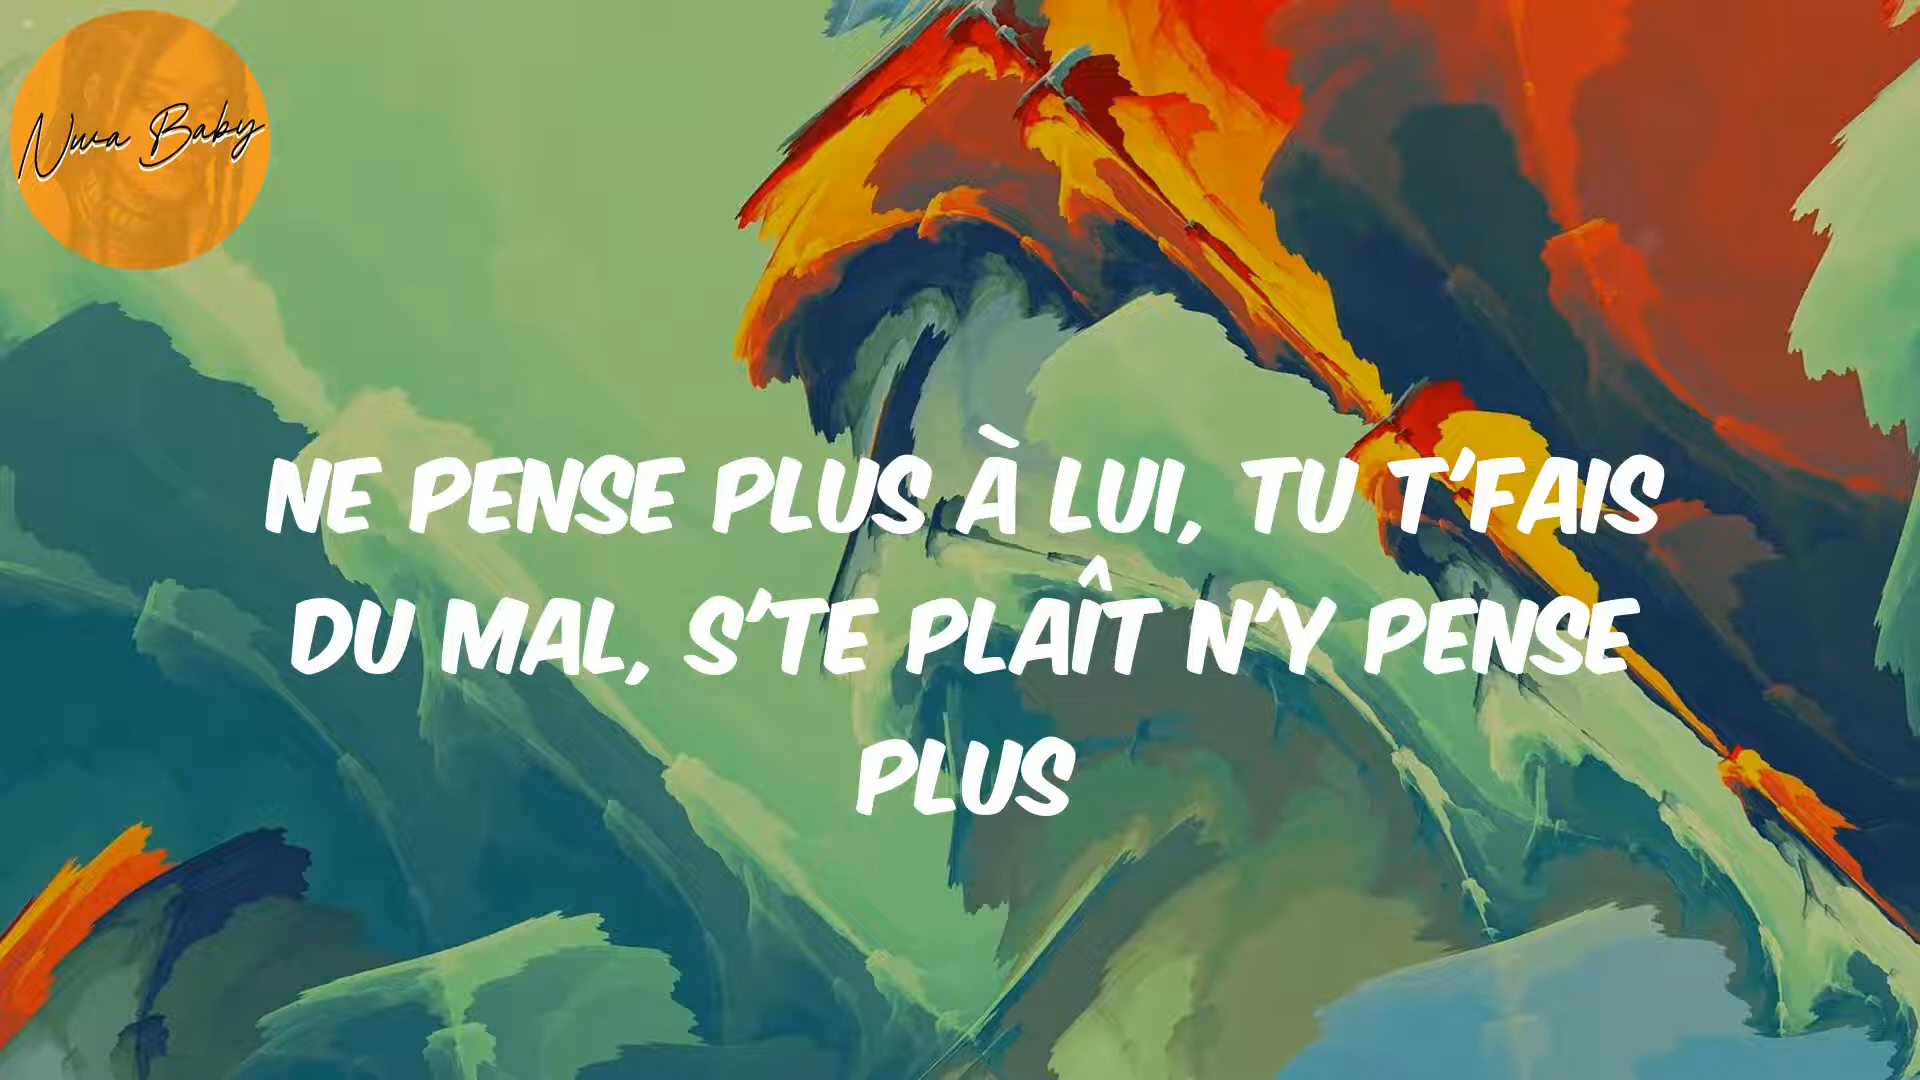 Nwa Baby
NE PENSE PLUS À LUI, TU T'FAIS
DU MAL, S'TE PLAÎT N'Y PENSE
PLUS